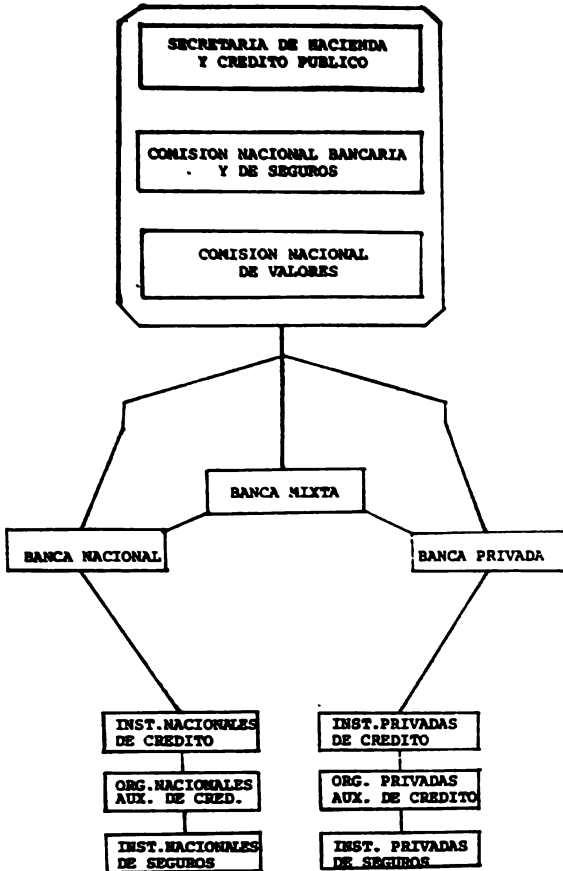 SECRETARIA DE HACIENDA
Y CREDITO PUBLICO
COMISION NACIONAL BANCARIA
Y DE SEGUROS
COMISION NACIONAL
DE VALORES
BANCA MIXTA
BANCA NACIONAL
BANCA PRIVADA
INST.NACIONALES
DE CREDITO
INST.PRIVADAS
DE CREDITO
ORG.NACIONALES
AUX. DE CRED.
ORG. PRIVADAS
AUX. DE CREDITO
INST.NACIONALES
DE SEGUROS
INST. PRIVADAS
DE SEGUROS